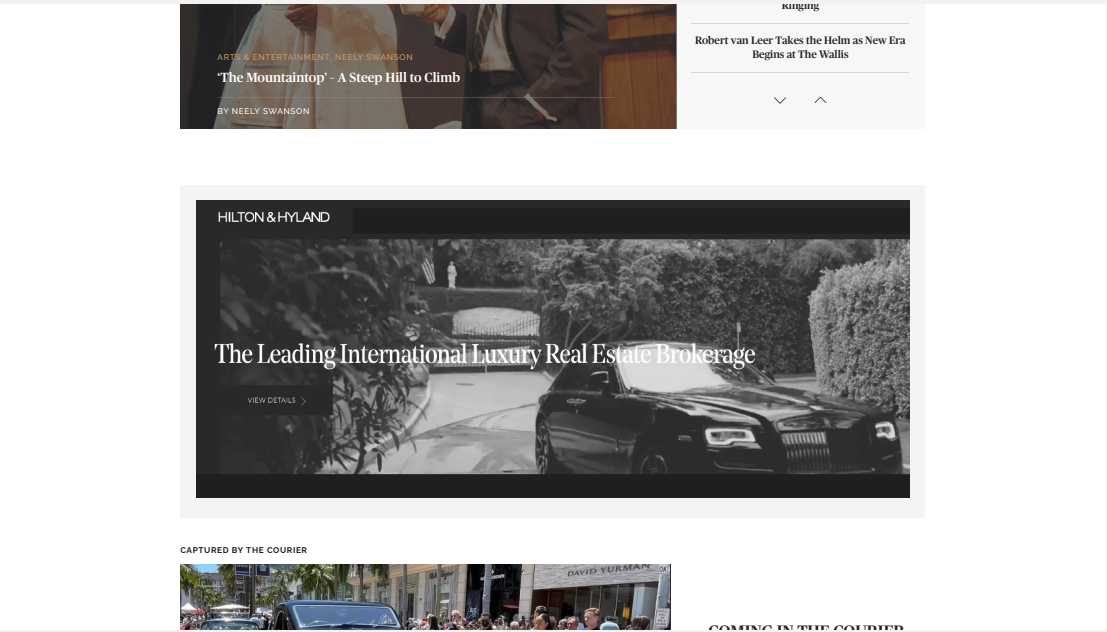 Ringing
ARTS & ENTERTAINMENT, NEELY SWANSON
‘The Mountaintop’ – A Steep Hill to Climb
BY NEELY SWANSON
Robert van Leer Takes the Helm as New Era
Begins at The Wallis
HILTON & HYLAND
The Leading International Luxury Real Estate Brokerage
VIEW DETAILS
CAPTURED BY THE COURIER
DAVID YURMAN
COMING IN THE COURIER